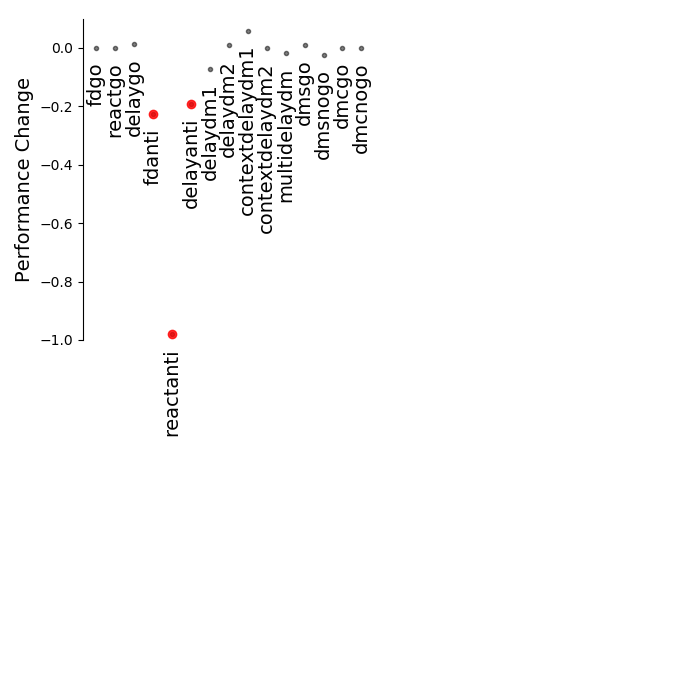 Performance Change
0.0
−0.2
−0.4
−0.6
−0.8
−1.0
fdgo
reactgo
delaygo
fdanti
reactanti
delayanti
delaydm1
delaydm2
contextdelaydm1
contextdelaydm2
multidelaydm
dmsgo
dmsnogo
dmcgo
dmcnogo